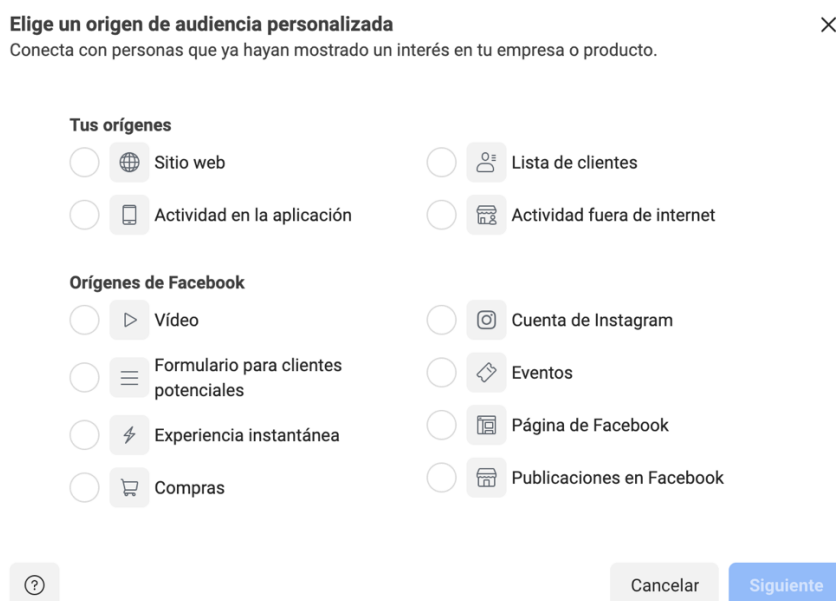 Elige un origen de audiencia personalizada
Conecta con personas que ya hayan mostrado un interés en tu empresa o producto.
Tus orígenes
Sitio web
Lista de clientes
Actividad en la aplicación
Actividad fuera de internet
Orígenes de Facebook
Vídeo
Cuenta de Instagram
Formulario para clientes
potenciales
Eventos
Experiencia instantánea
Página de Facebook
Compras
Publicaciones en Facebook
Cancelar
Siguiente